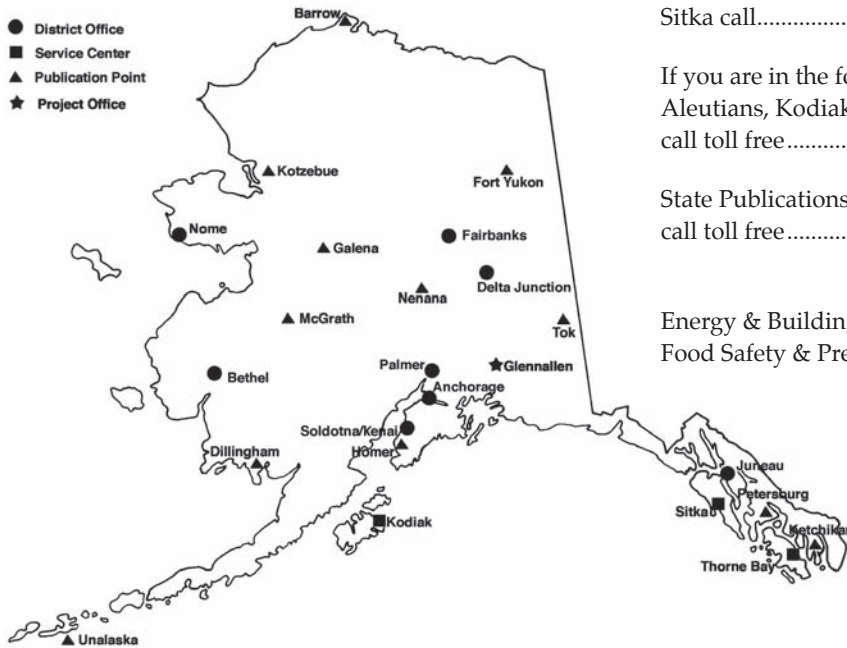 District Office
Service Center
Publication Point
Project Office
Barrow
Kotzebue
Fort Yukon
Nome
Fairbanks
Galena
Delta Junction
Nenana
McGrath
Tok
Palmer
Glennallen
Bethel
Anchorage
Soldotna/Kenai
Homer
Dillingham
Kodiak
Juneau
Petersburg
Sitka
Ketchikan
Thorne Bay
Unalaska
Sitka call
If you are in the fo
Aleutians, Kodiak
call toll free
State Publications
call toll free
Energy & Building
Food Safety & Pre